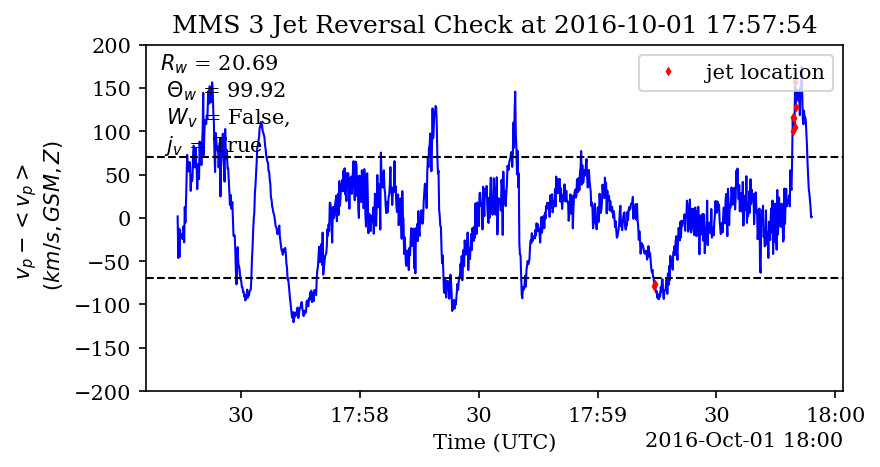 MMS 3 Jet Reversal Check at 2016-10-01 17:57:54
R_w = 20.69
Θ_w = 99.92
W_v = False,
j_v = True
jet location
200
150
100
50
0
−50
−100
−150
−200
v_p − < v_p >
(km/s, GSM, Z)
30
17:58
30
17:59
30
18:00
Time (UTC)
2016-Oct-01 18:00